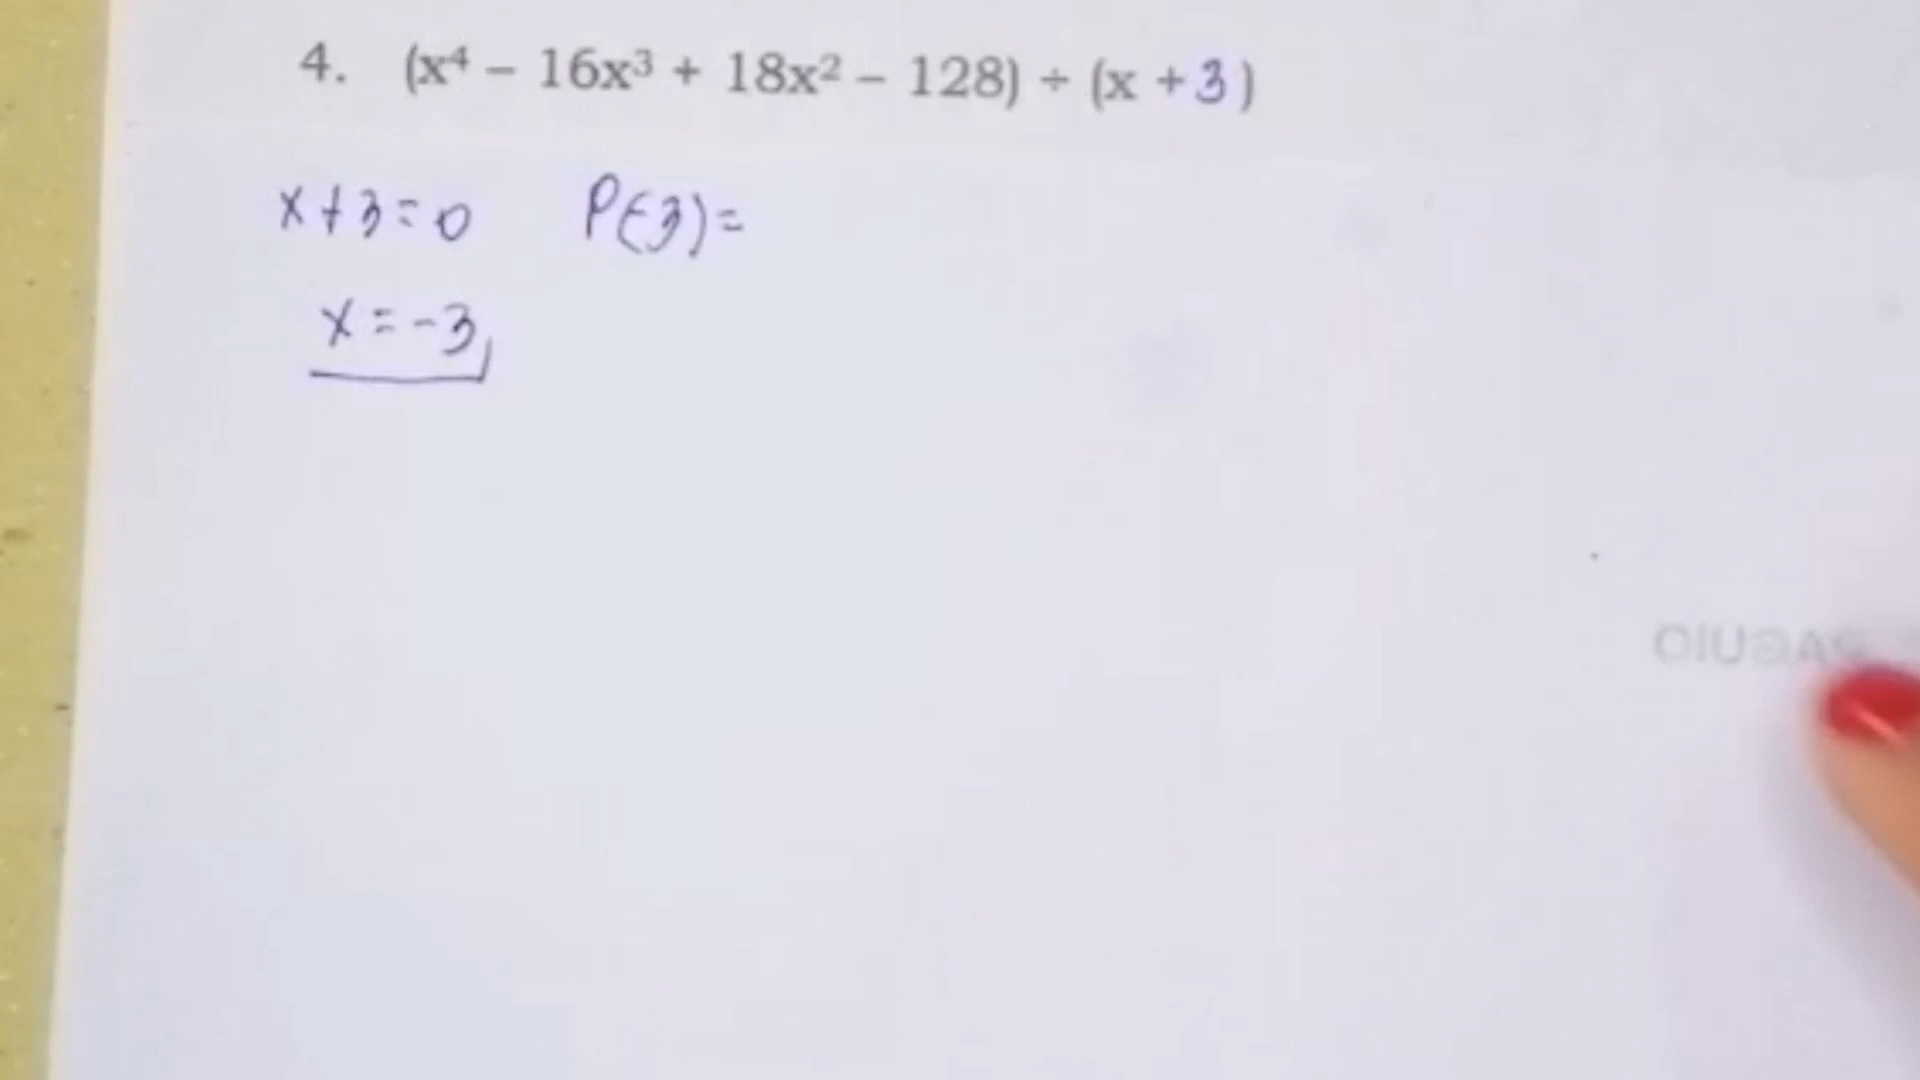 4. (x⁴ – 16x³ + 18x² – 128) ÷ (x + 3)
x+3=0 P(-3)=
x=-3